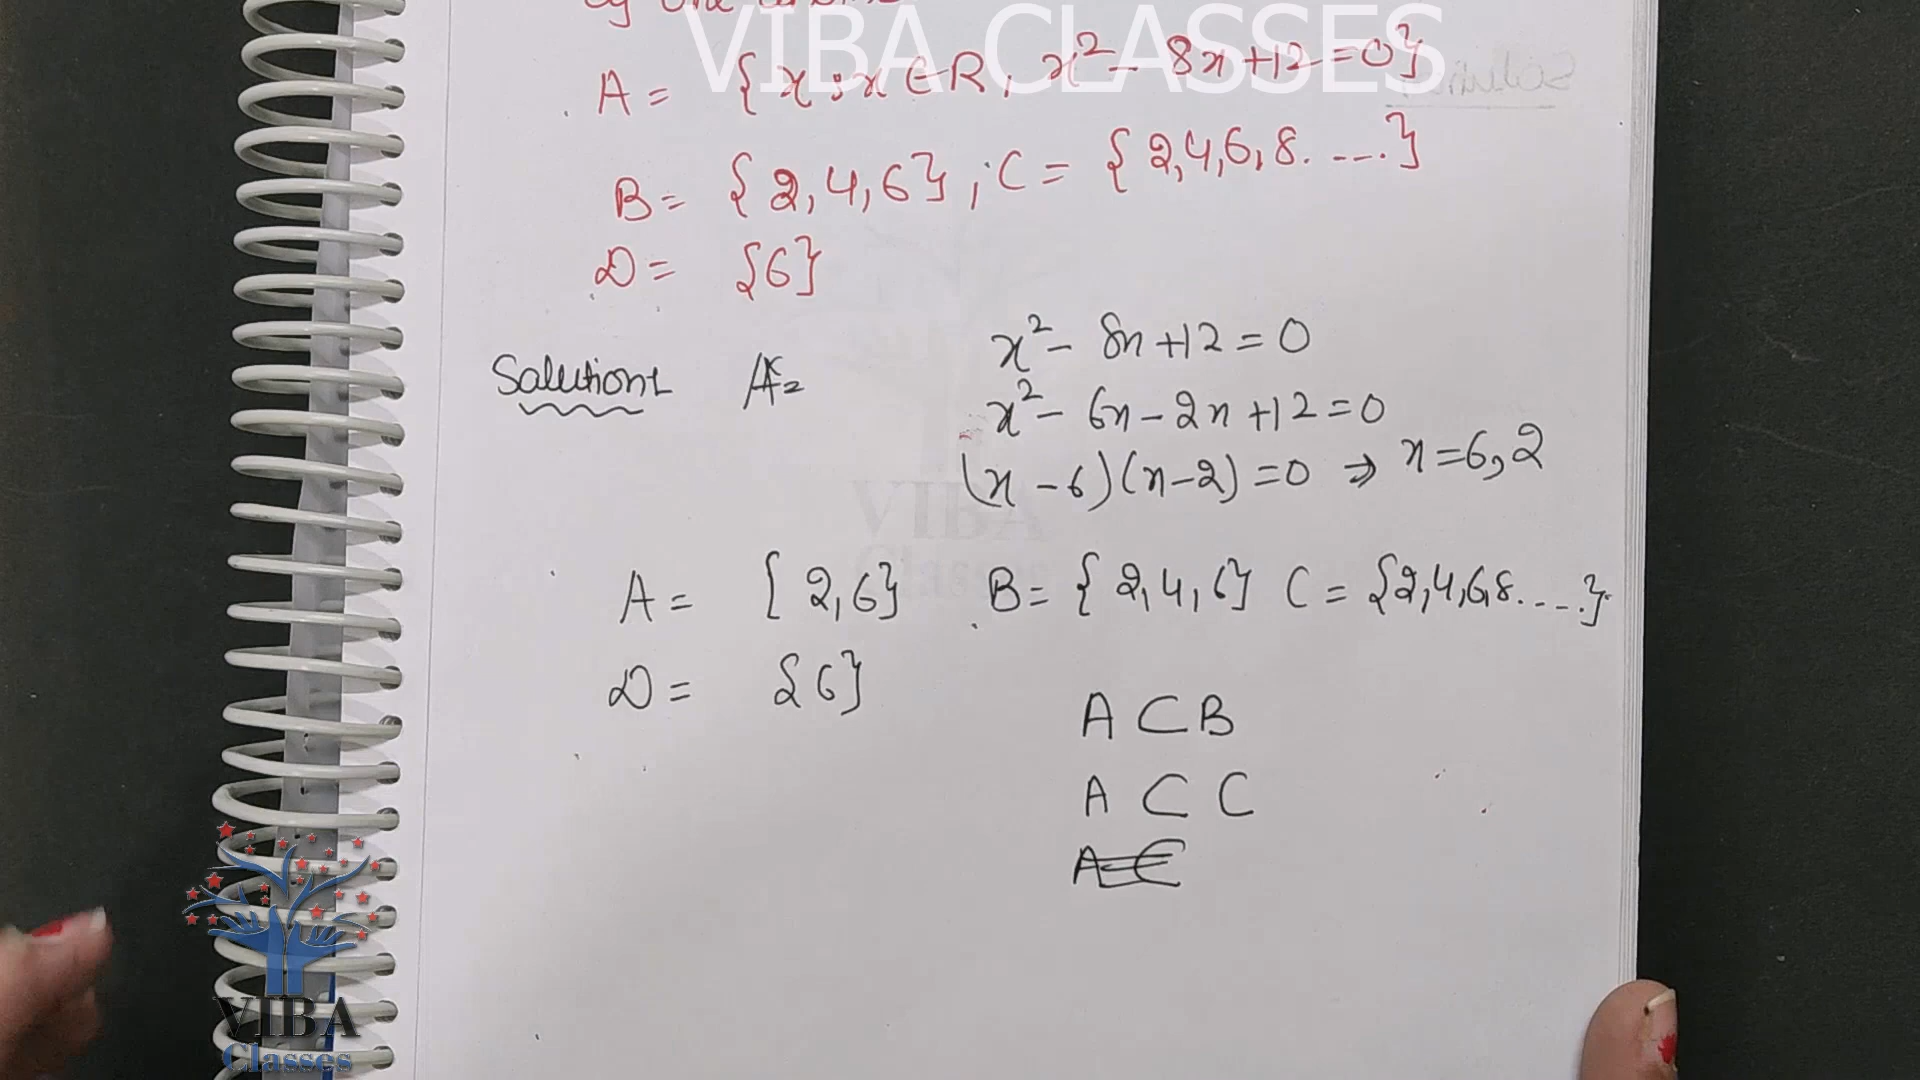 VIBA CLASSES
A = {x : x ∈ R, x² - 8x + 12 = 0}
B = {2, 4, 6} ; C = {2, 4, 6, 8. ....}
D = {6}
x² - 8x + 12 = 0
Solution:- A =
x² - 6x - 2x + 12 = 0
(x - 6)(x - 2) = 0 ⇒ x = 6, 2
VIBA
Classes
A = {2, 6} B = {2, 4, 6} C = {2, 4, 6, 8. ....}
D = {6}
A ⊂ B
A ⊂ C
VIBA
Classes